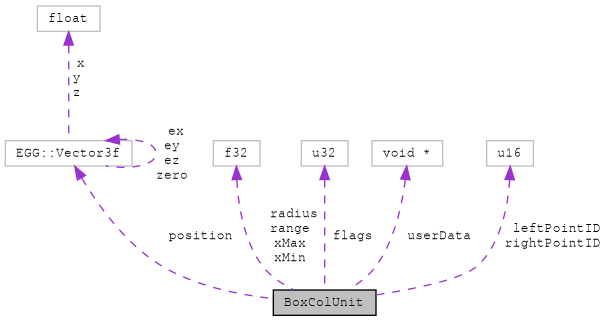 float
x
y
z
EGG::Vector3f
ex
ey
ez
zero
f32
u32
void *
u16
position
radius
range
xMax
xMin
flags
userData
leftPointID
rightPointID
BoxColUnit